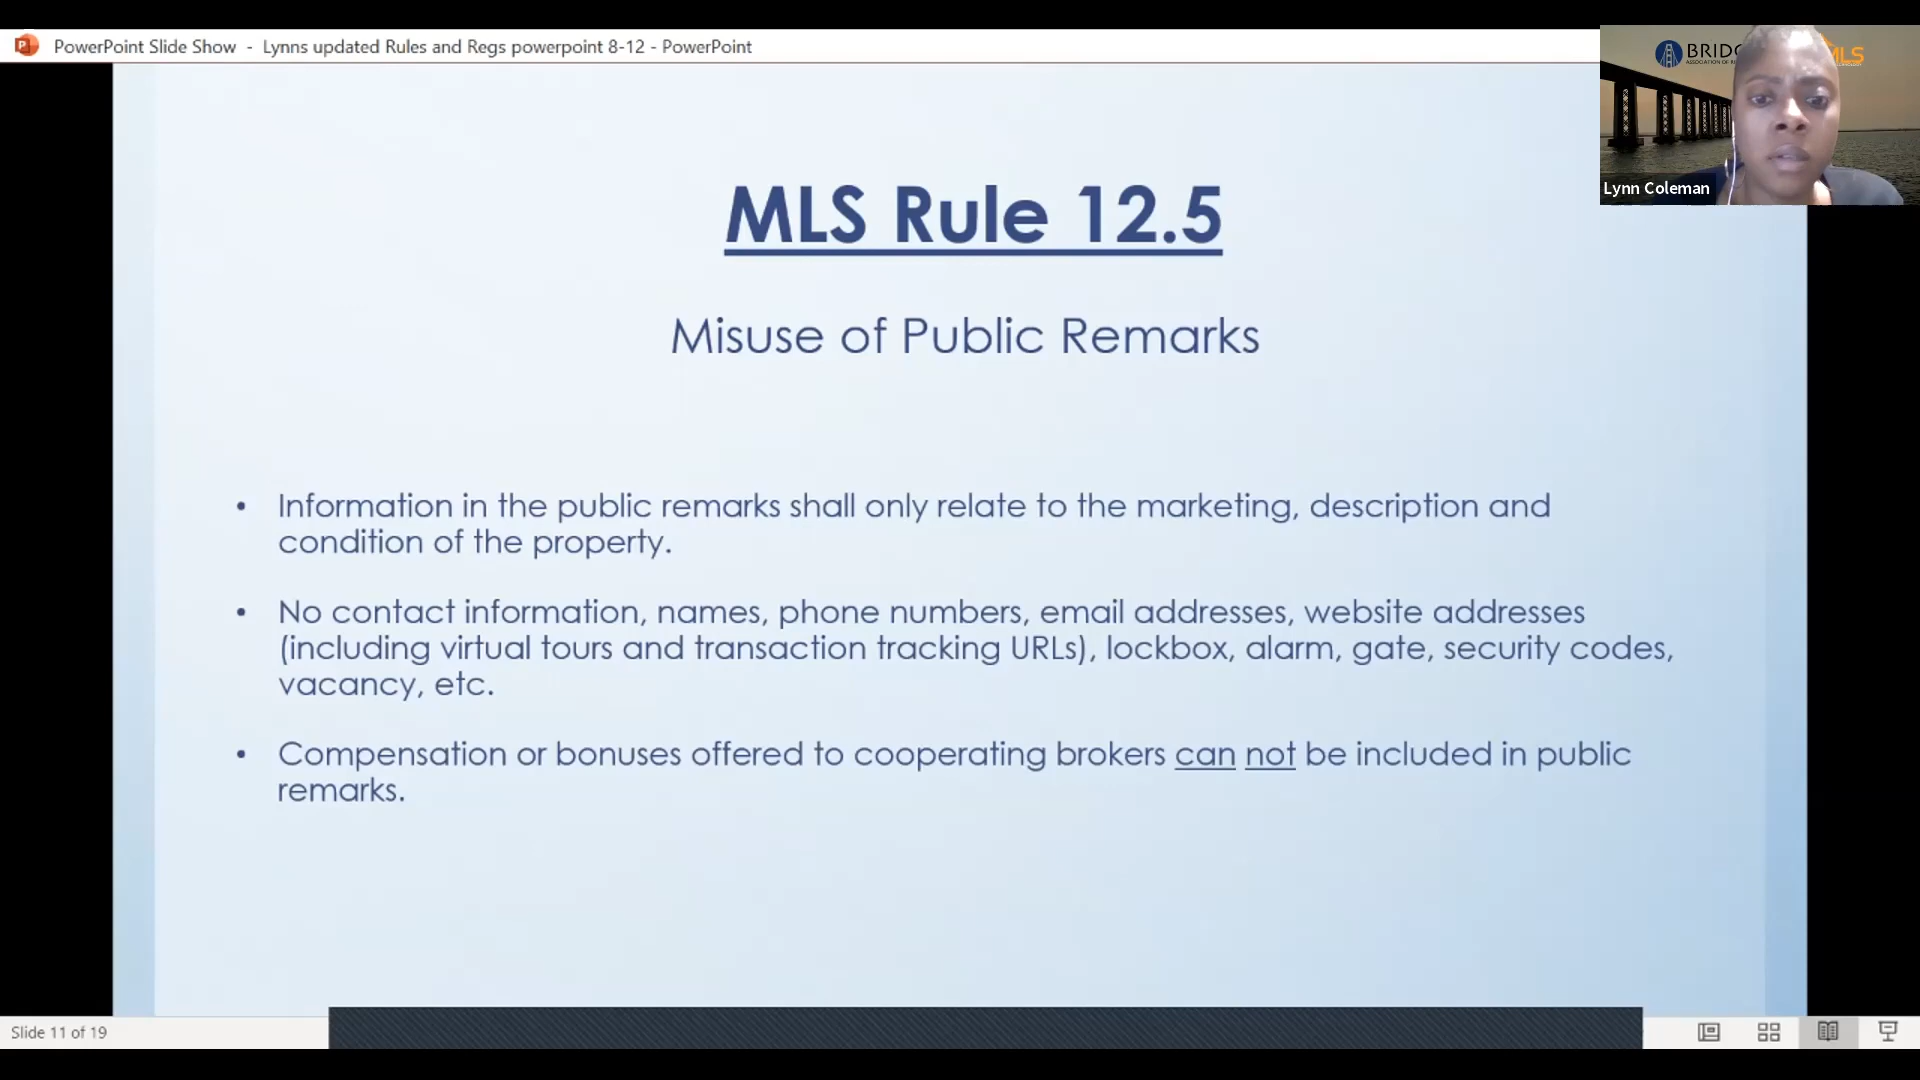 PowerPoint Slide Show - Lynns updated Rules and Regs powerpoint 8-12 - PowerPoint
MLS
Lynn Coleman
MLS Rule 12.5
Misuse of Public Remarks
• Information in the public remarks shall only relate to the marketing, description and
condition of the property.
• No contact information, names, phone numbers, email addresses, website addresses
(including virtual tours and transaction tracking URLs), lockbox, alarm, gate, security codes,
vacancy, etc.
• Compensation or bonuses offered to cooperating brokers can not be included in public
remarks.
Slide 11 of 19